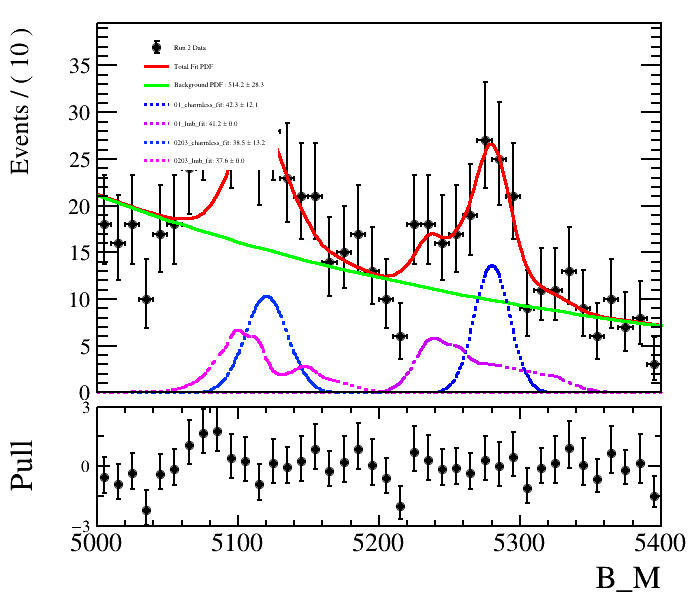 Events / ( 10 )
35
30
25
20
15
10
5
0
Run 2 Data
Total Fit PDF
Background PDF : 514.2 ± 28.3
01_charmless_fit: 42.3 ± 12.1
01_lmb_fit: 41.2 ± 0.0
0203_charmless_fit: 38.5 ± 13.2
0203_lmb_fit: 37.6 ± 0.0
Pull
3
0
−3
5000 5100 5200 5300 5400
B_M